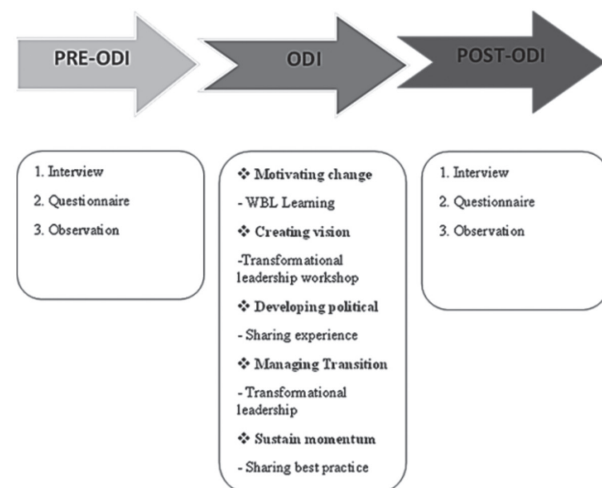 PRE-ODI
ODI
POST-ODI
1. Interview
2. Questionnaire
3. Observation
❖ Motivating change
- WBL Learning
❖ Creating vision
-Transformational
leadership workshop
❖ Developing political
- Sharing experience
❖ Managing Transition
- Transformational
leadership
❖ Sustain momentum
- Sharing best practice
1. Interview
2. Questionnaire
3. Observation